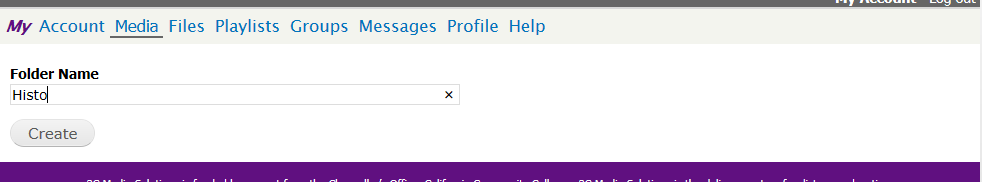 My Account Log out
My Account Media Files Playlists Groups Messages Profile Help
Folder Name
Histo
×
Create